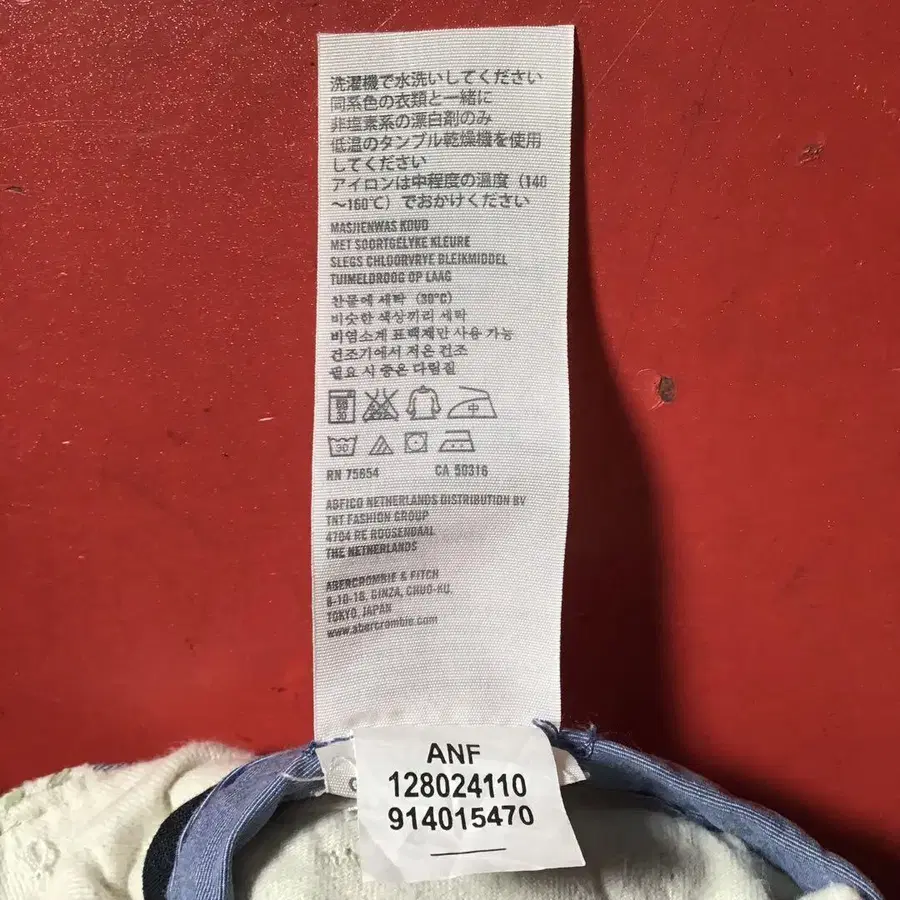 洗濯機で水洗いしてください
同系色の衣類と一緒に
非塩素系の漂白剤のみ
低温のタンブル乾燥機を使用
してください
アイロンは中程度の温度（140
～160℃）でおかけください
MASJIENWAS KOUD
MET SOORTGELYKE KLEURE
SLEGS CHLOORVRYE BLEIKMIDDEL
TUIMELDROOG OP LAAG
찬물에 세탁 (30°C)
비슷한 색상끼리 세탁
비염소계 표백제만 사용 가능
건조기에서 저온 건조
필요 시 중온 다림질
30 中
30
RN 75654 CA 50316
ABFICO NETHERLANDS DISTRIBUTION BV
TNT FASHION GROUP
4704 RE ROOSENDAAL
THE NETHERLANDS
ABERCROMBIE & FITCH
6-10-10, GINZA, CHUO-KU,
TOKYO, JAPAN
www.abercrombie.com
ANF
128024110
914015470